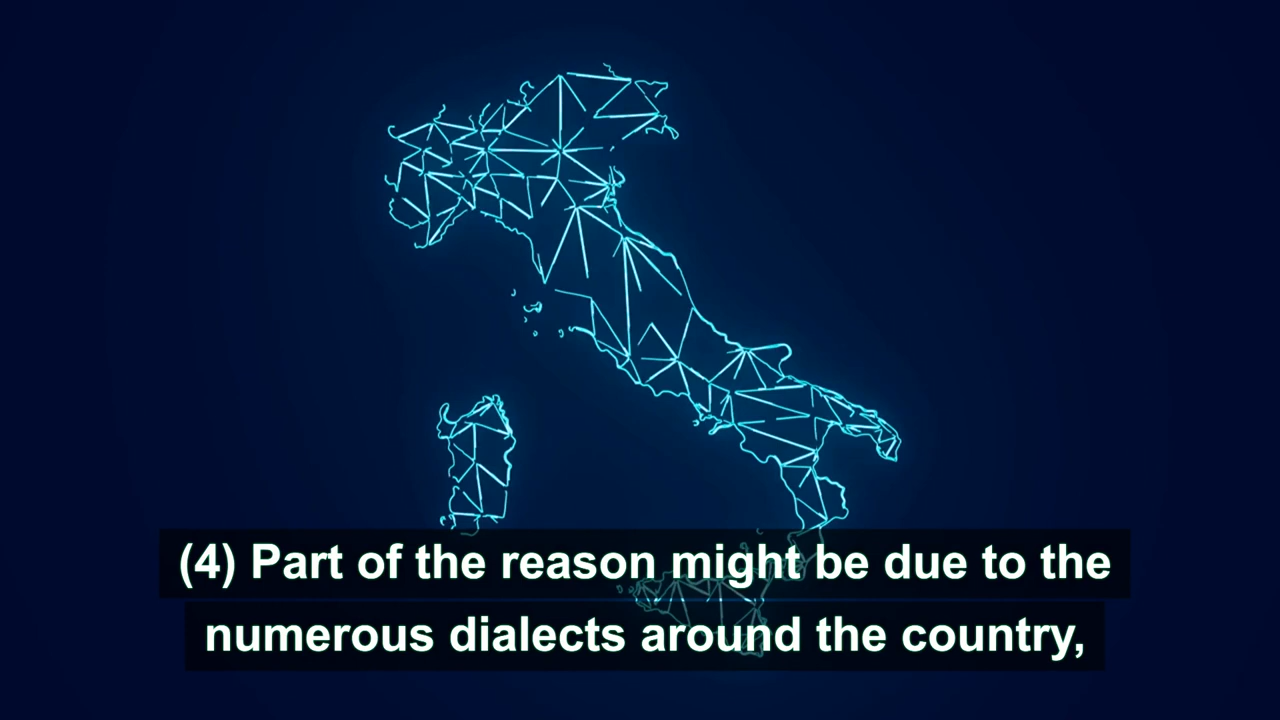 (4) Part of the reason might be due to the
numerous dialects around the country,